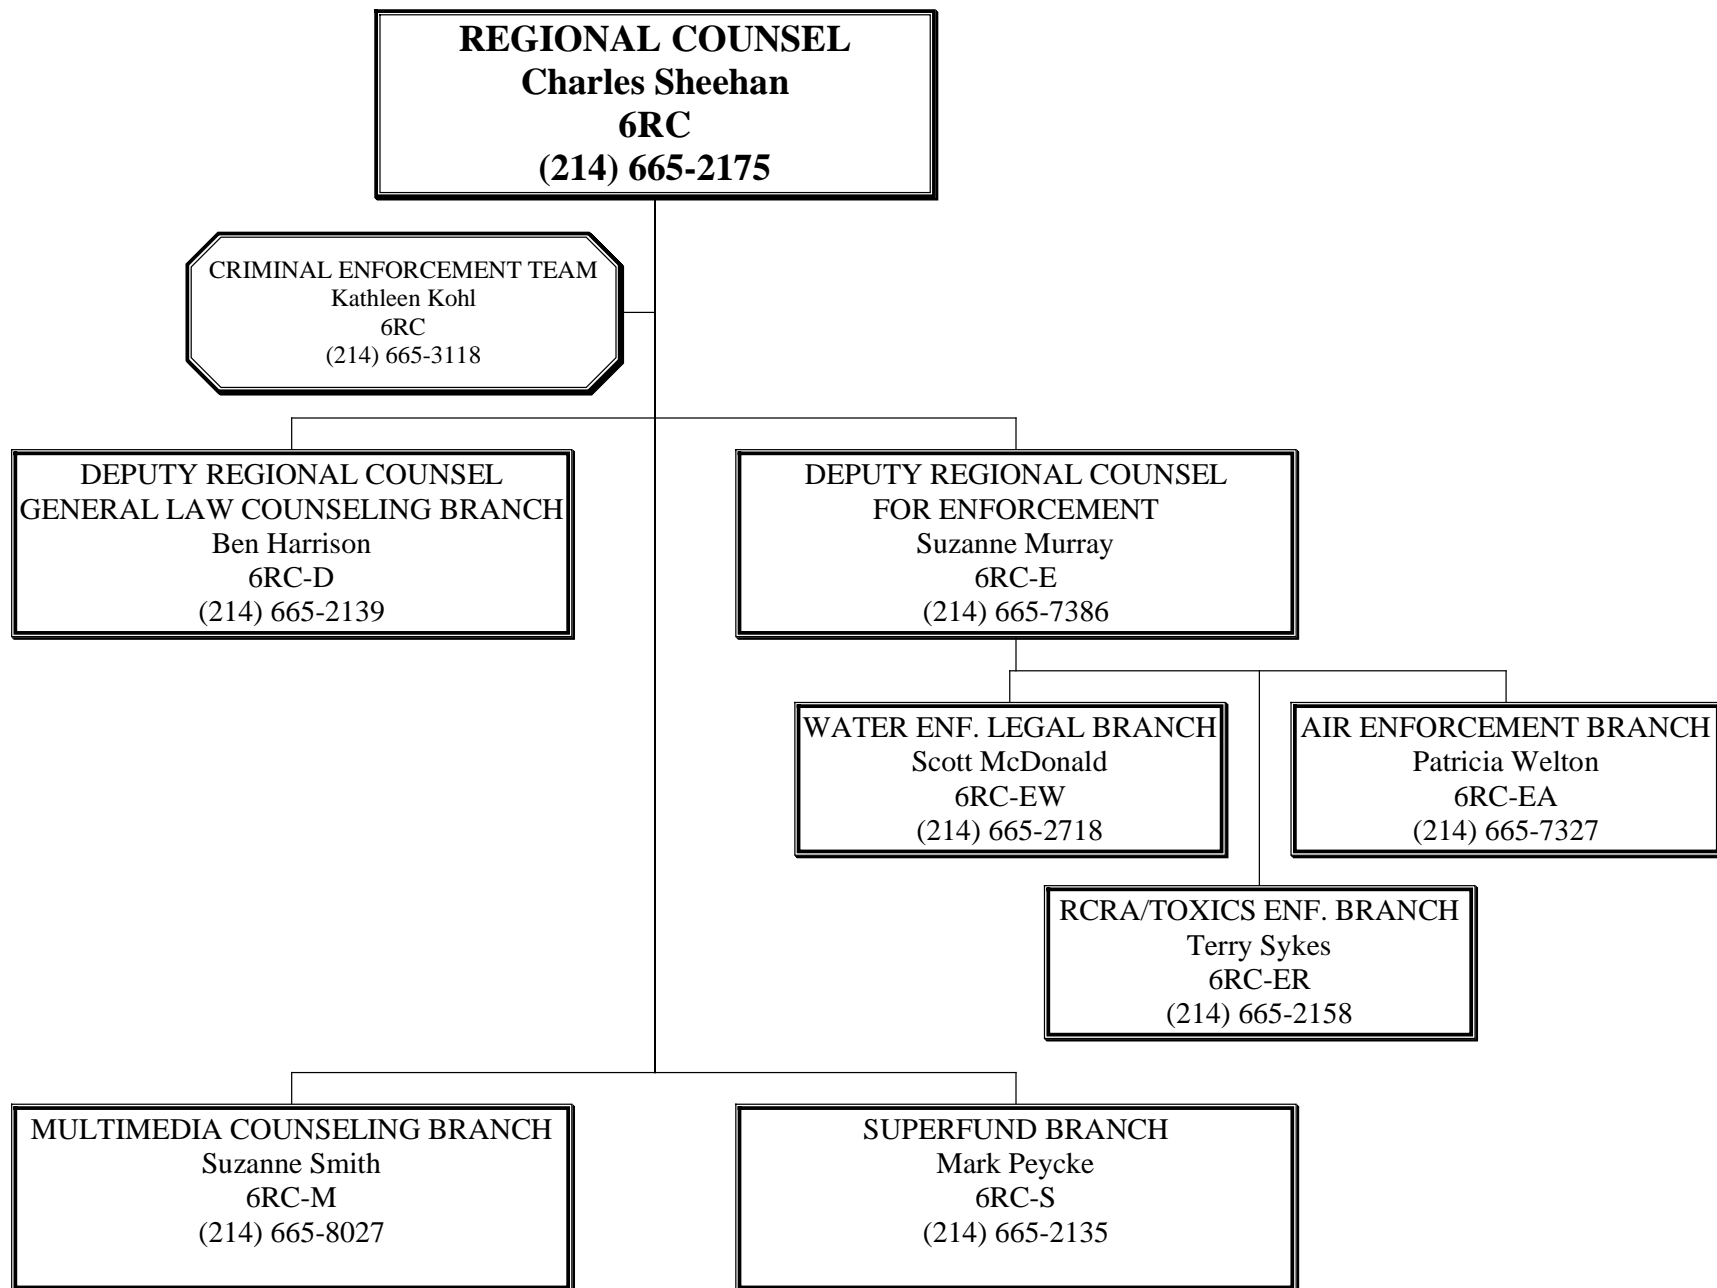 REGIONAL COUNSEL
Charles Sheehan
6RC
(214) 665-2175
CRIMINAL ENFORCEMENT TEAM
Kathleen Kohl
6RC
(214) 665-3118
DEPUTY REGIONAL COUNSEL
GENERAL LAW COUNSELING BRANCH
Ben Harrison
6RC-D
(214) 665-2139
DEPUTY REGIONAL COUNSEL
FOR ENFORCEMENT
Suzanne Murray
6RC-E
(214) 665-7386
WATER ENF. LEGAL BRANCH
Scott McDonald
6RC-EW
(214) 665-2718
AIR ENFORCEMENT BRANCH
Patricia Welton
6RC-EA
(214) 665-7327
RCRA/TOXICS ENF. BRANCH
Terry Sykes
6RC-ER
(214) 665-2158
MULTIMEDIA COUNSELING BRANCH
Suzanne Smith
6RC-M
(214) 665-8027
SUPERFUND BRANCH
Mark Peycke
6RC-S
(214) 665-2135